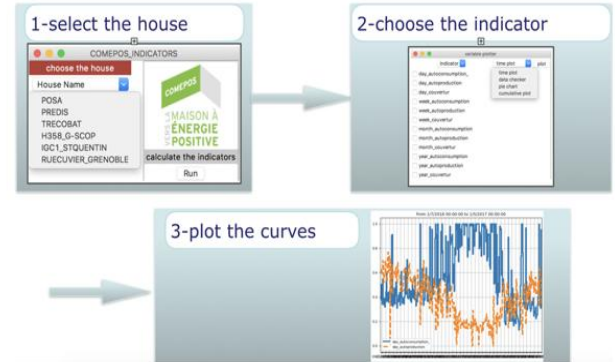 1-select the house
COMEPOS_INDICATORS
choose the house
House Name
POSA
PREDIS
TRECOBAT
H358_G-SCOP
IGC1_STQUENTIN
RUECUVIER_GRENOBLE
COMEPOS
VERS LA MAISON À
ÉNERGIE
POSITIVE
calculate the indicators
Run
2-choose the indicator
variable plotter
indicator
time plot
plot
time plot
data checker
pie chart
cumulative plot
day_autoconsumption_
day_autoproduction
day_couvertur
week_autoconsumption
week_autoproduction
week_couvertur
month_autoconsumption
month_autoproduction
month_couvertur
year_autoconsumption
year_autoproduction
year_couvertur
3-plot the curves
day_autoconsumption_
day_autoproduction